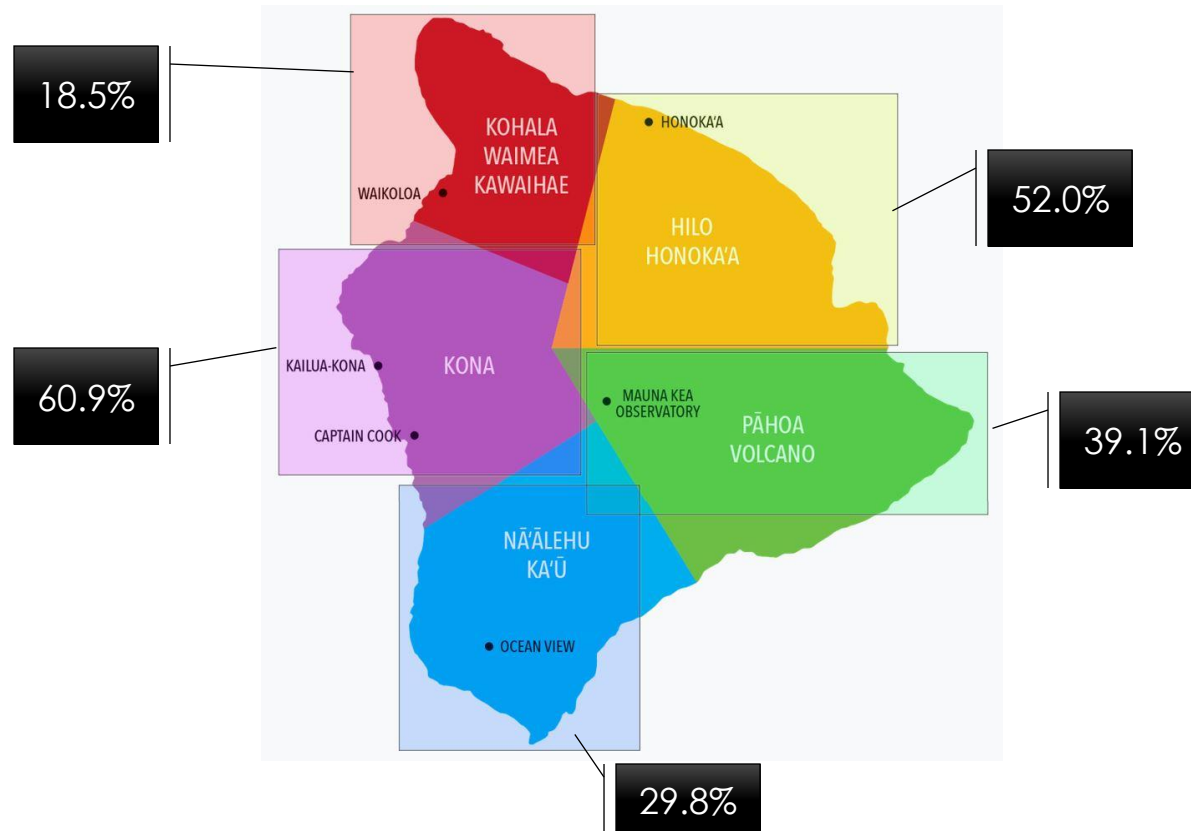 18.5%
KOHALA
WAIMEA
KAWAIHAE
WAIKOLOA
HONOKA‘A
HILO
HONOKA‘A
52.0%
60.9%
KAILUA-KONA
KONA
CAPTAIN COOK
MAUNA KEA
OBSERVATORY
PĀHOA
VOLCANO
39.1%
NĀ‘ĀLEHU
KA‘Ū
OCEAN VIEW
29.8%